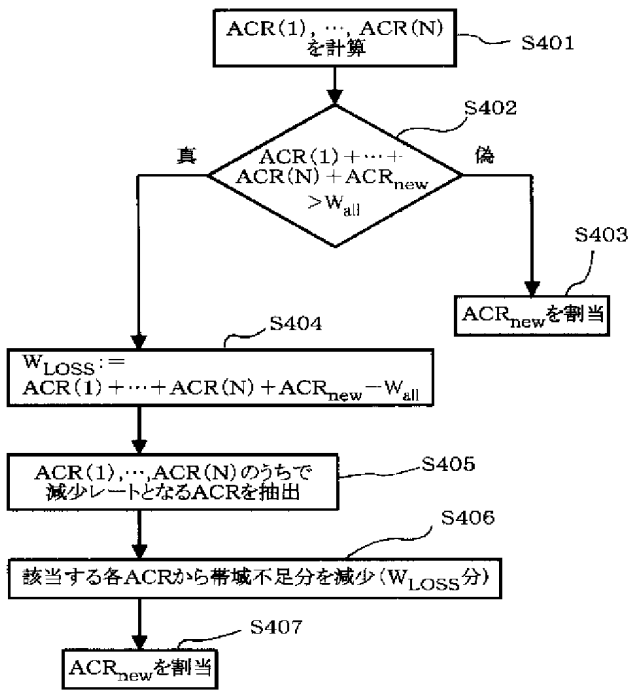 ACR(1), …, ACR(N)
を計算
S401
S402
真
ACR(1)+…+
ACR(N)+ACRnew
>Wall
偽
S403
ACRnewを割当
S404
WLOSS:=
ACR(1)+…+ACR(N)+ACRnew-Wall
S405
ACR(1),…,ACR(N)のうちで
減少レートとなるACRを抽出
S406
該当する各ACRから帯域不足分を減少(WLOSS分)
S407
ACRnewを割当